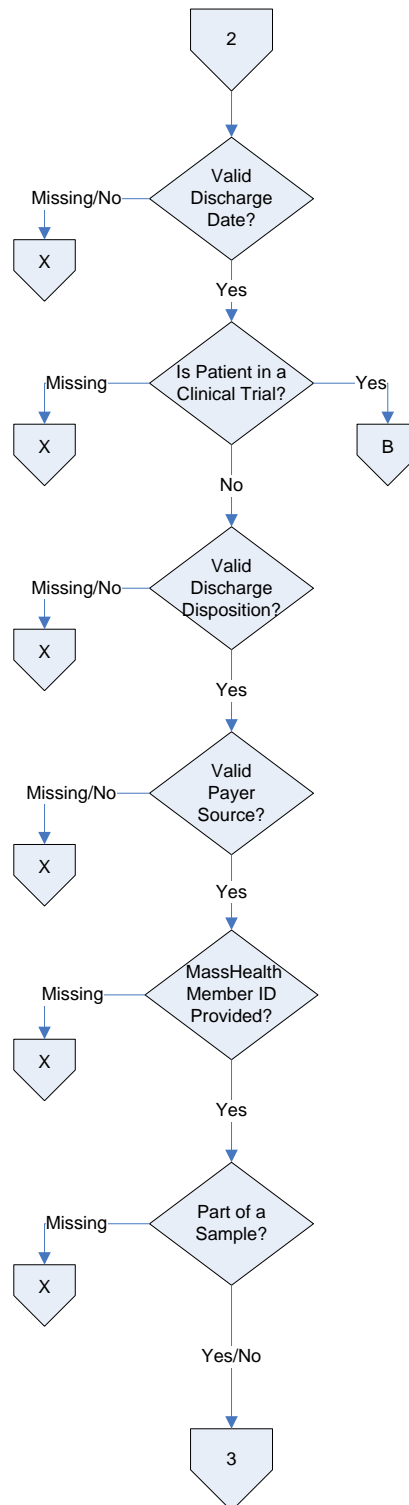 2
Valid
Discharge
Date?
Missing/No
X
Yes
Is Patient in a
Clinical Trial?
Missing
Yes
X
B
No
Valid
Discharge
Disposition?
Missing/No
X
Yes
Valid
Payer
Source?
Missing/No
X
Yes
MassHealth
Member ID
Provided?
Missing
X
Yes
Part of a
Sample?
Missing
X
Yes/No
3